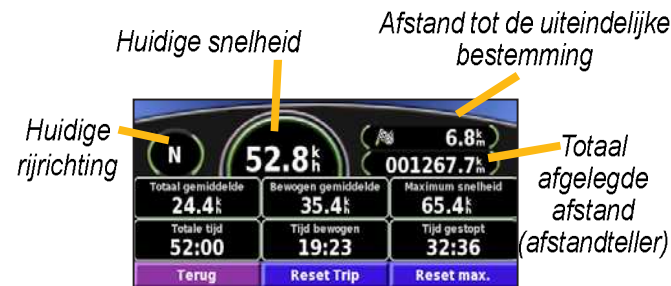 Huidige snelheid
Afstand tot de uiteindelijke
bestemming
Huidige
rijrichting
N
52.8 k/h
6.8 k/m
001267.7 k/m
Totaal
afgelegde
afstand
(afstandteller)
Totaal gemiddelde
24.4 k/h
Bewogen gemiddelde
35.4 k/h
Maximum snelheid
65.4 k/h
Totale tijd
52:00
Tijd bewogen
19:23
Tijd gestopt
32:36
Terug
Reset Trip
Reset max.